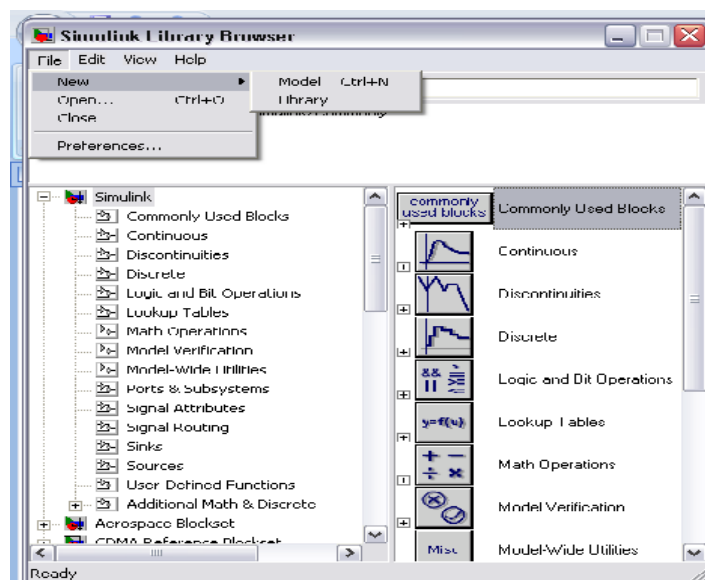 Simulink Library Browser
File Edit View Help
New
Model Ctrl+N
Open... Ctrl+O
Library
Close
Preferences...
Simulink
Commonly Used Blocks
Continuous
Discontinuities
Discrete
Logic and Bit Operations
Lookup Tables
Math Operations
Model Verification
Model-Wide Utilities
Ports & Subsystems
Signal Attributes
Signal Routing
Sinks
Sources
User-Defined Functions
Additional Math & Discrete
Aerospace Blockset
CDMA Reference Blockset
commonly used blocks
Commonly Used Blocks
Continuous
Discontinuities
Discrete
Logic and Bit Operations
y=f(u)
Lookup Tables
Math Operations
Model Verification
Misc
Model-Wide Utilities
Ready